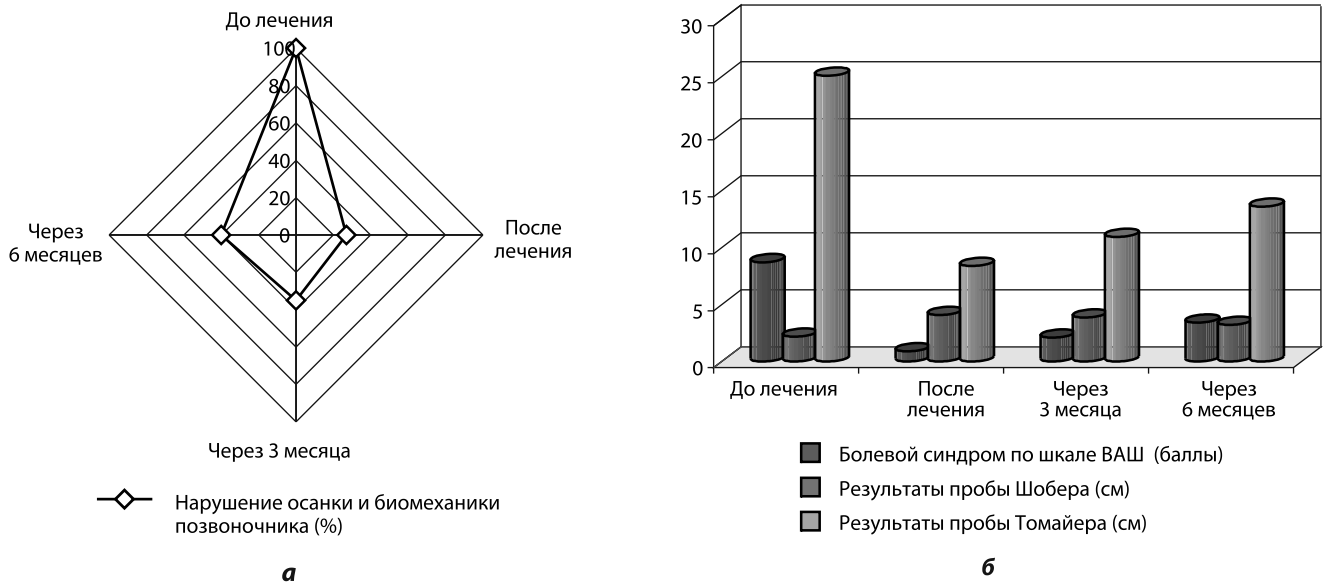 До лечения
100
80
60
40
20
0
Через
6 месяцев
После
лечения
Через 3 месяца
Нарушение осанки и биомеханики
позвоночника (%)
а
30
25
20
15
10
5
0
До лечения
После
лечения
Через
3 месяца
Через
6 месяцев
Болевой синдром по шкале ВАШ (баллы)
Результаты пробы Шобера (см)
Результаты пробы Томайера (см)
б